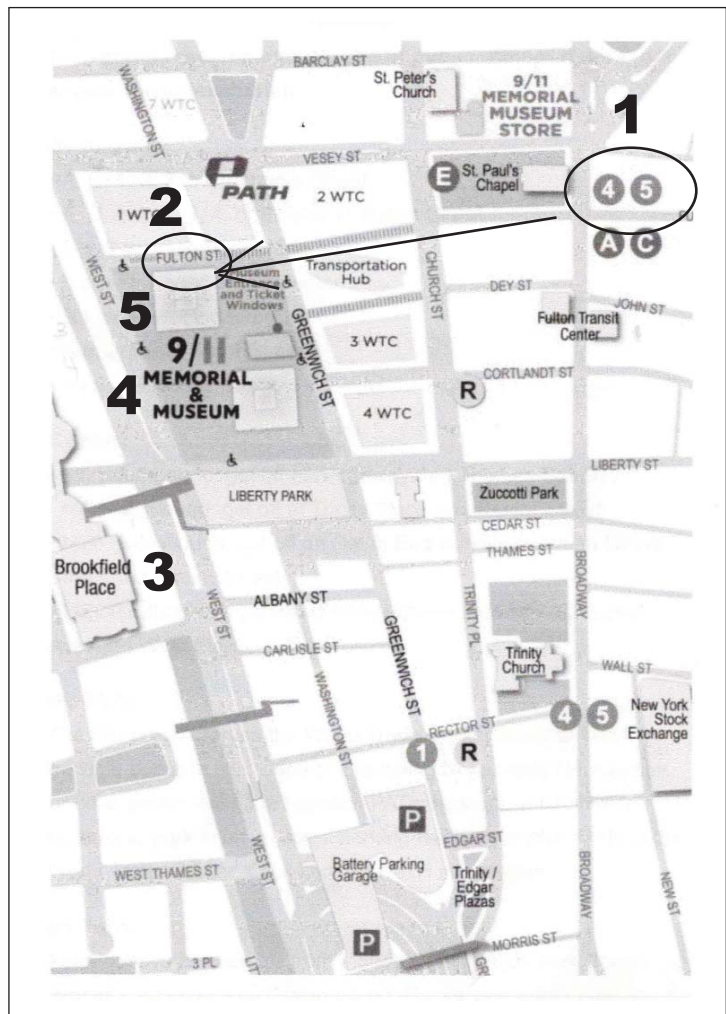 BARCLAY ST
WASHINGTON ST
St. Peter's
Church
9/11
MEMORIAL
MUSEUM
STORE
1
7 WTC
VESEY ST
PATH
E
St. Paul's
Chapel
4 5
2
1 WTC
2 WTC
FULTON ST
FU
A C
WEST ST
Museum
Entrance
and Ticket
Windows
Transportation
Hub
CHURCH ST
DEY ST
JOHN ST
5
GREENWICH ST
Fulton Transit
Center
9/11
MEMORIAL
&
MUSEUM
4
3 WTC
CORTLANDT ST
R
4 WTC
LIBERTY ST
LIBERTY PARK
Zuccotti Park
CEDAR ST
THAMES ST
Brookfield
Place
3
BROADWAY
WEST ST
ALBANY ST
TRINITY PL
CARLISLE ST
GREENWICH ST
Trinity
Church
WALL ST
WASHINGTON ST
RECTOR ST
4 5
New York
Stock
Exchange
1 R
P
EDGAR ST
WEST THAMES ST
WEST ST
Battery Parking
Garage
Trinity /
Edgar
Plazas
BROADWAY
NEW ST
P
MORRIS ST
3 PL
LIT
GR